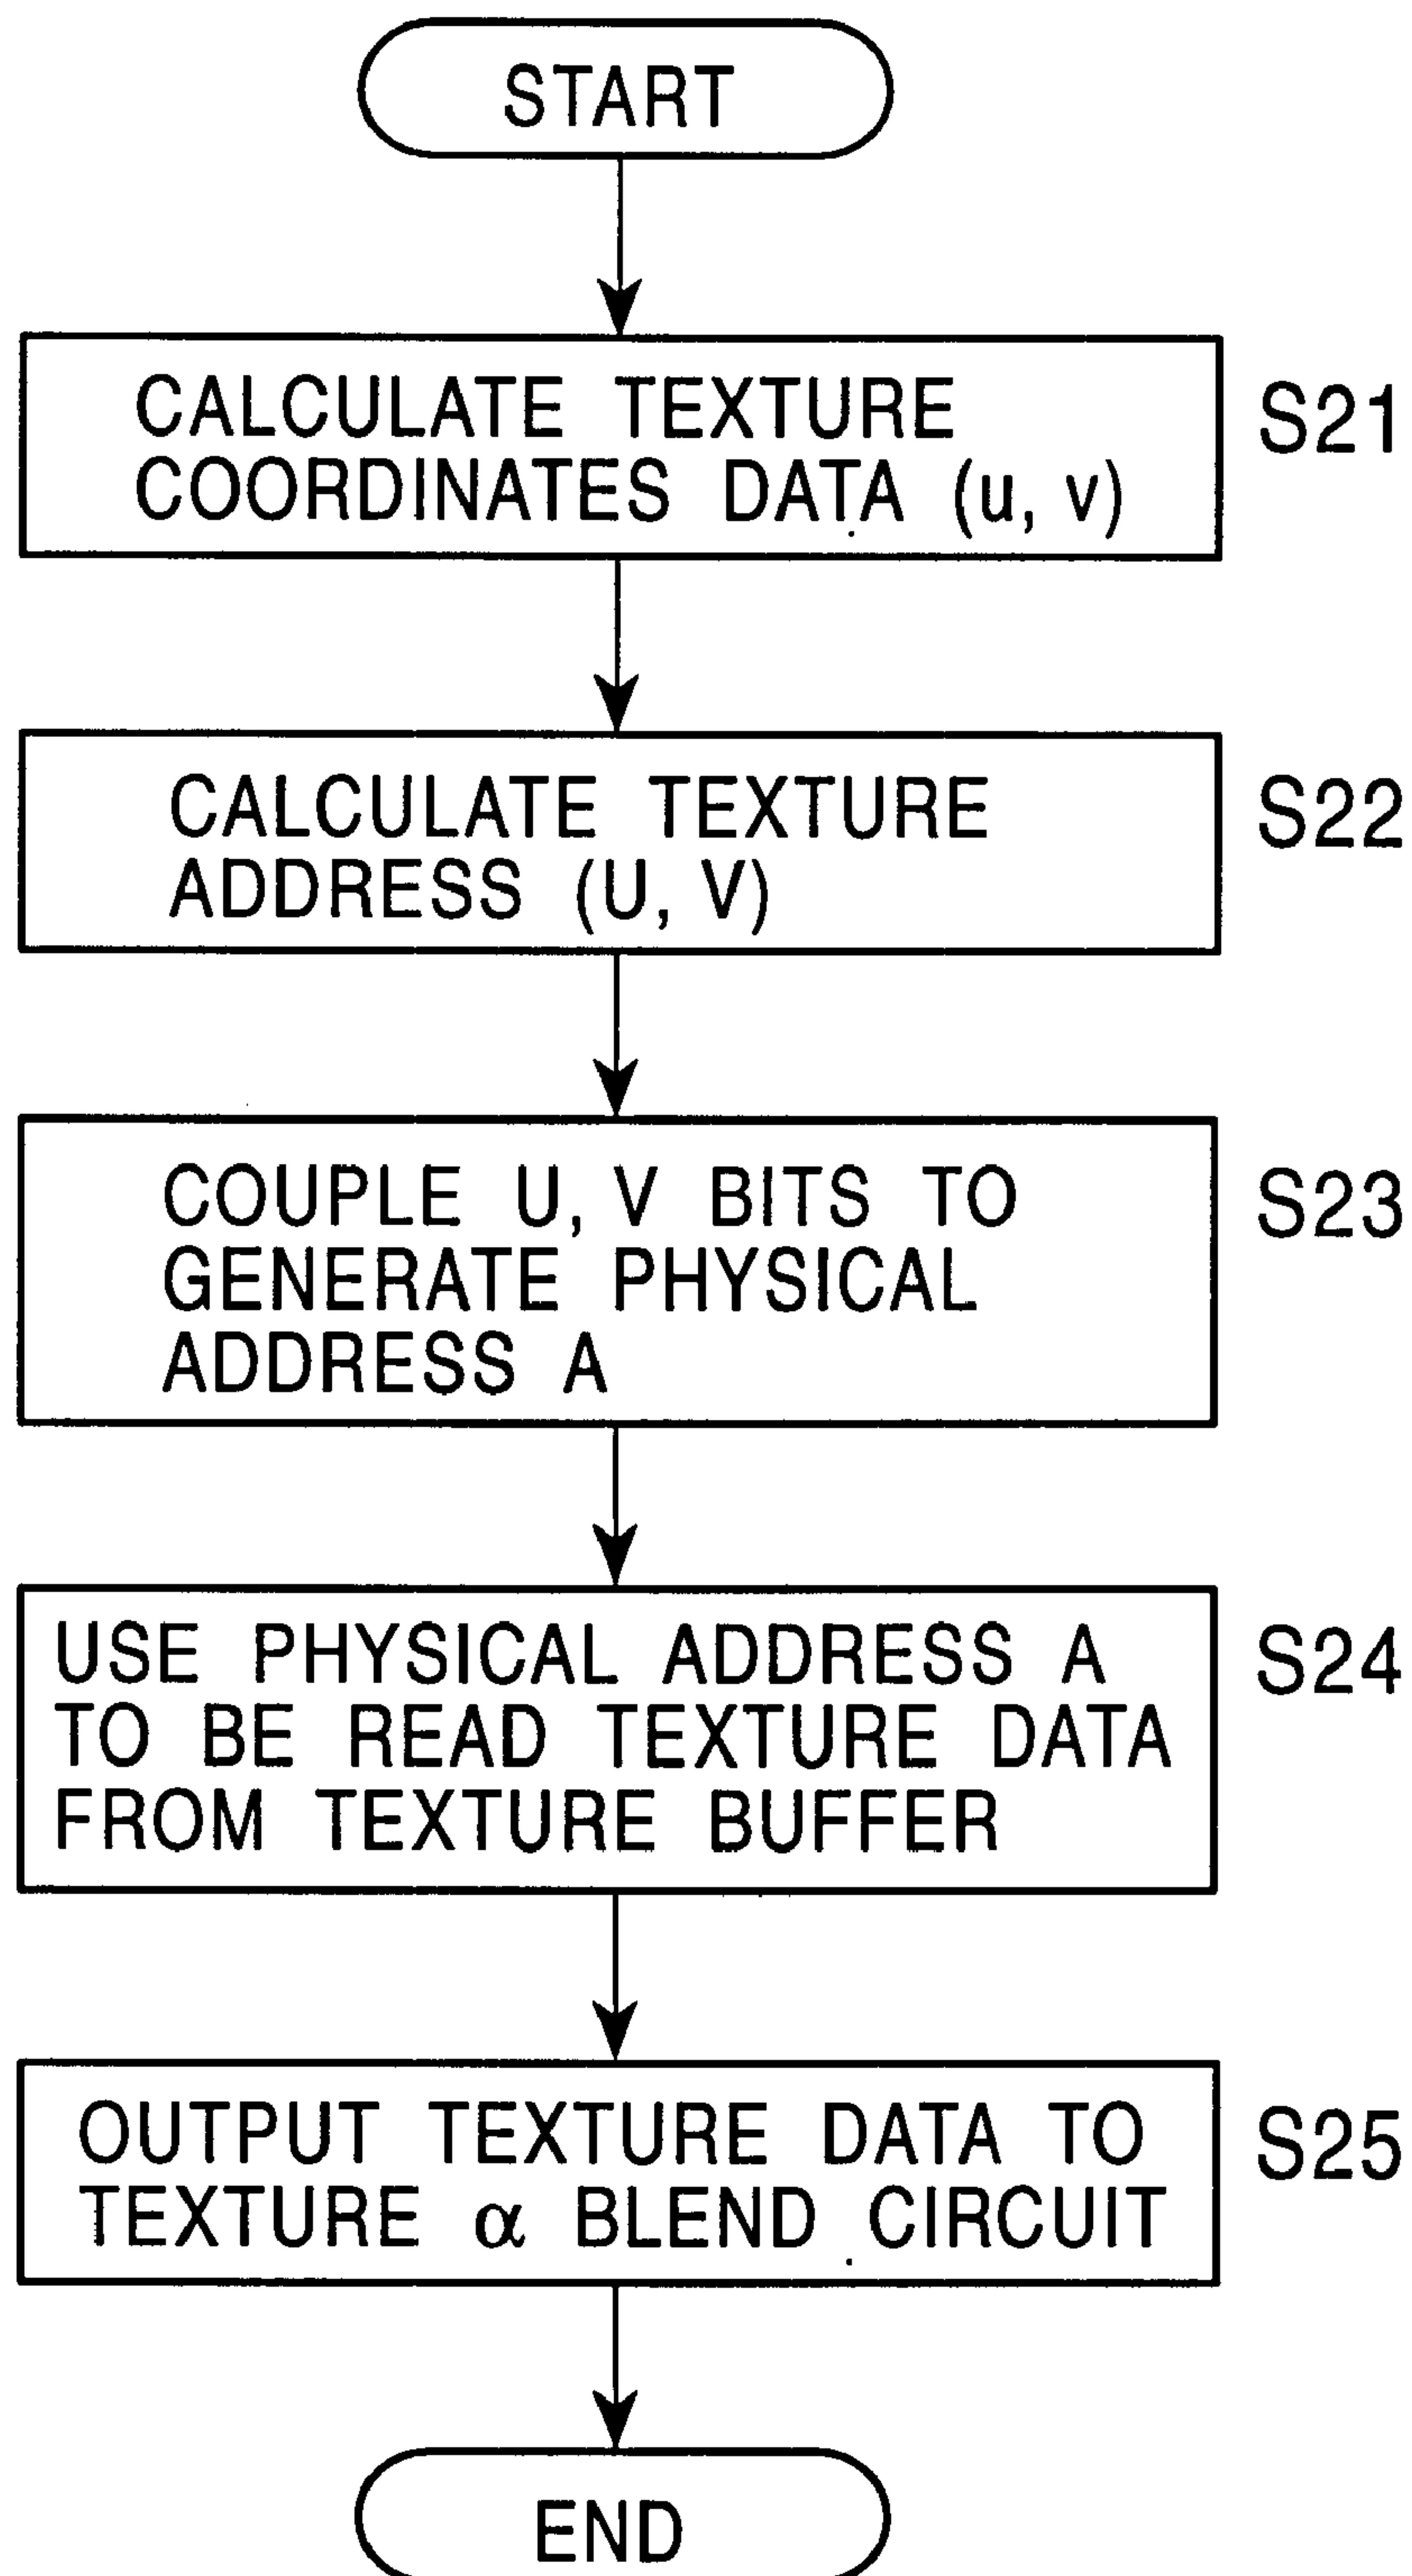 START
CALCULATE TEXTURE
COORDINATES DATA (u, v)
S21
CALCULATE TEXTURE
ADDRESS (U, V)
S22
COUPLE U, V BITS TO
GENERATE PHYSICAL
ADDRESS A
S23
USE PHYSICAL ADDRESS A
TO BE READ TEXTURE DATA
FROM TEXTURE BUFFER
S24
OUTPUT TEXTURE DATA TO
TEXTURE α BLEND CIRCUIT
S25
END